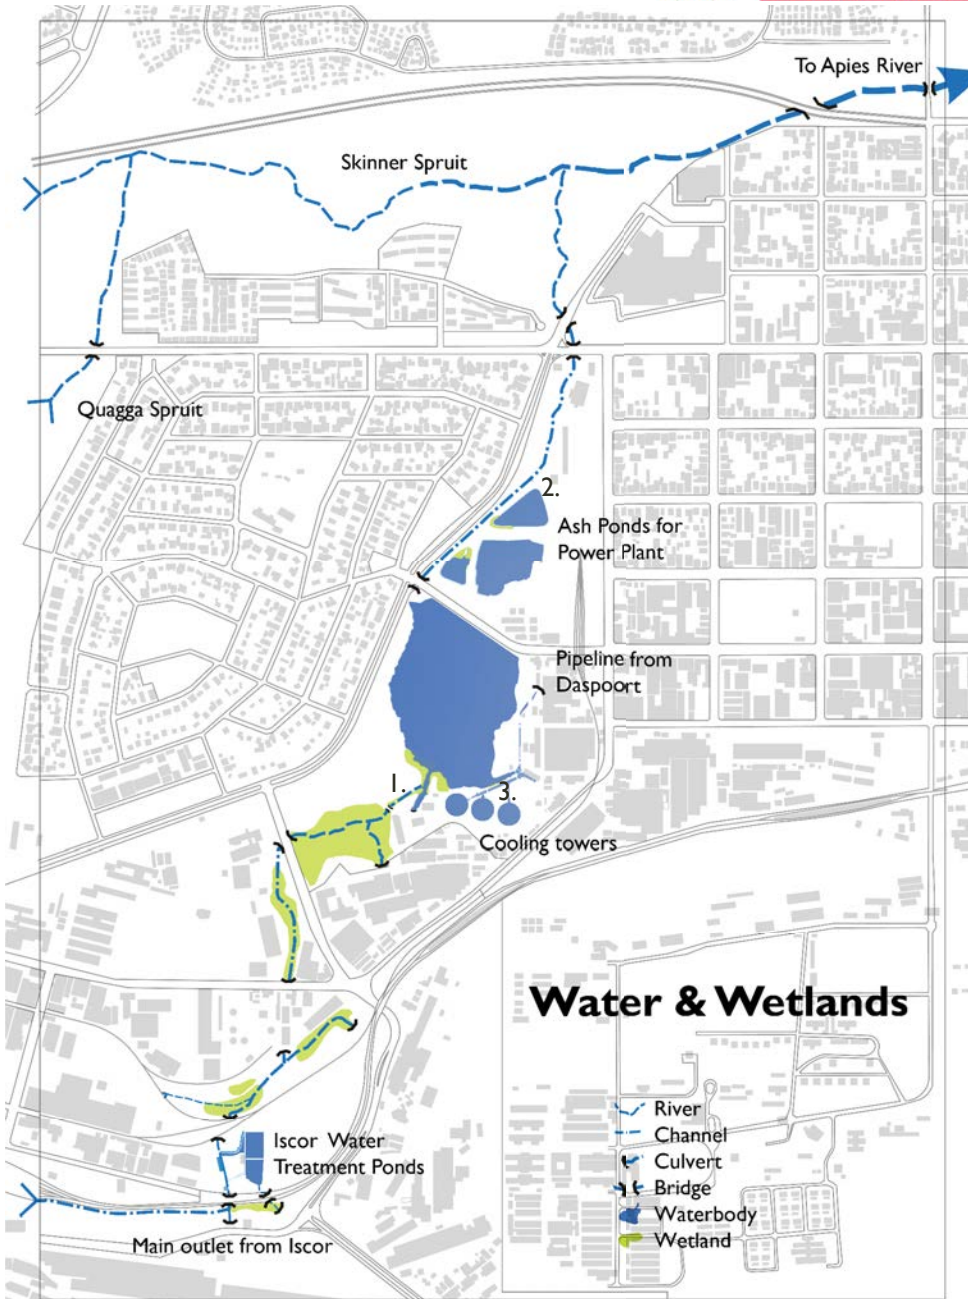 To Apies River
Skinner Spruit
Quagga Spruit
2.
Ash Ponds for
Power Plant
Pipeline from
Daspoort
1.
3.
Cooling towers
Water & Wetlands
River
Channel
Culvert
Bridge
Waterbody
Wetland
Iscor Water
Treatment Ponds
Main outlet from Iscor